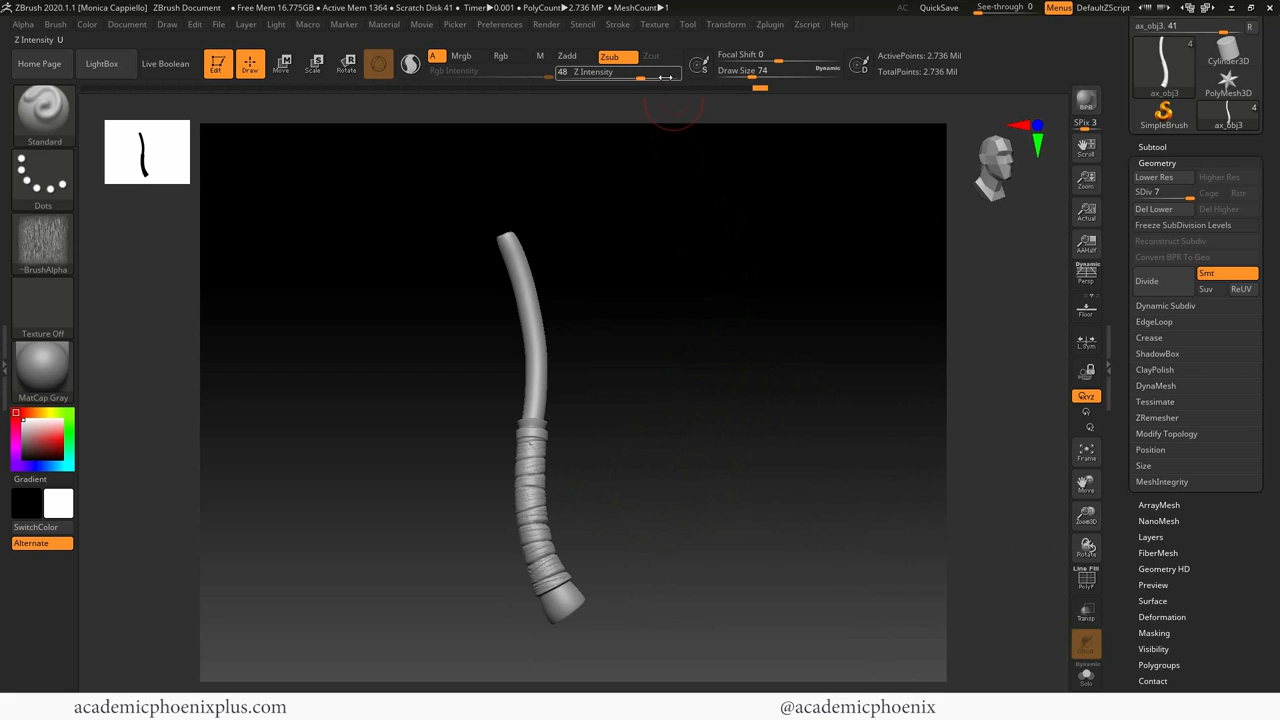 ZBrush 2020.1.1 [Monica Cappiello] ZBrush Document • Free Mem 16.775GB • Active Mem 1364 • Scratch Disk 41 • Timer▶0.001 • PolyCount▶2.736 MP • MeshCount▶1 AC QuickSave See-through 0 Menus DefaultZScript
Alpha Brush Color Document Draw Edit File Layer Light Macro Marker Material Movie Picker Preferences Render Stencil Stroke Texture Tool Transform Zplugin Zscript
Z Intensity U
Home Page LightBox Live Boolean Edit Draw Move Scale Rotate
A Mrgb Rgb M Zadd Zsub Zcut
Rgb Intensity 48 Z Intensity
Focal Shift 0
Draw Size 74 Dynamic
ActivePoints: 2.736 Mil
TotalPoints: 2.736 Mil
Standard
Dots
~BrushAlpha
Texture Off
MatCap Gray
Gradient
SwitchColor
Alternate
BPR
SPix 3
Scroll
Zoom
Actual
AAHalf
Dynamic
Persp
Floor
L.Sym
XYZ
Frame
Move
Zoom3D
Rotate
Line Fill
PolyF
Transp
Dynamic
Solo
ax_obj3. 41 R
4
ax_obj3
Cylinder3D
PolyMesh3D
SimpleBrush
4
ax_obj3
Subtool
Geometry
Lower Res Higher Res
SDiv 7 Cage Rstr
Del Lower Del Higher
Freeze SubDivision Levels
Reconstruct Subdiv
Convert BPR To Geo
Divide Smt
Suv ReUV
Dynamic Subdiv
EdgeLoop
Crease
ShadowBox
ClayPolish
DynaMesh
Tessimate
ZRemesher
Modify Topology
Position
Size
MeshIntegrity
ArrayMesh
NanoMesh
Layers
FiberMesh
Geometry HD
Preview
Surface
Deformation
Masking
Visibility
Polygroups
Contact
academicphoenixplus.com @academicphoenix